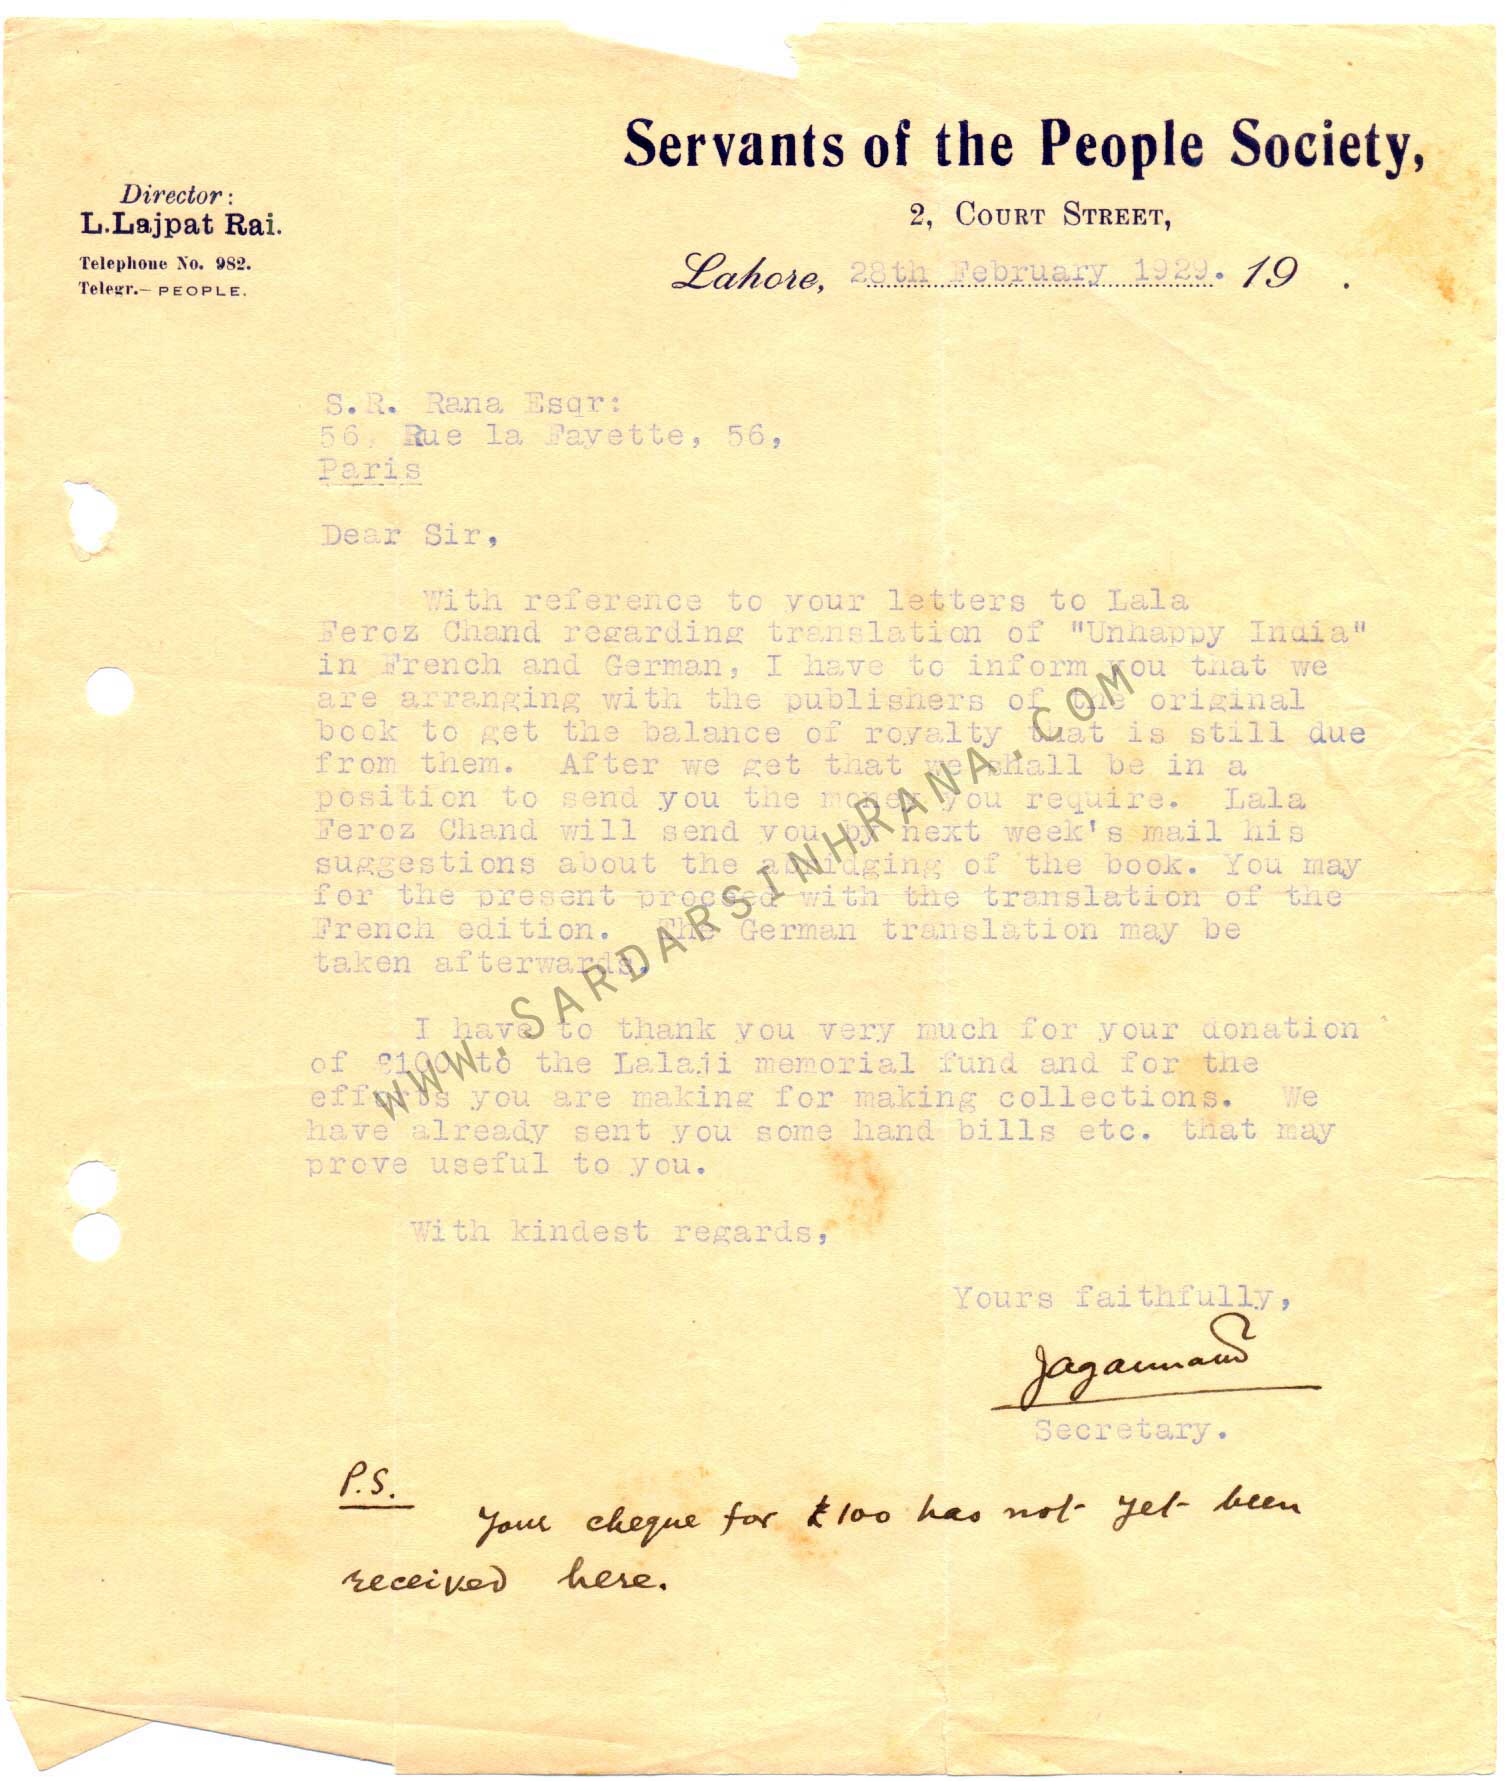 Servants of the People Society,
2, COURT STREET,
Director:
L. Lajpat Rai.
Telephone No. 982.
Telegr.— PEOPLE.
Lahore, 28th February 1929. 19 .
S.R. Rana Esqr:
56, Rue la Fayette, 56,
Paris
Dear Sir,
With reference to your letters to Lala
Feroz Chand regarding translation of "Unhappy India"
in French and German, I have to inform you that we
are arranging with the publishers of the original
book to get the balance of royalty that is still due
from them. After we get that we shall be in a
position to send you the money you require. Lala
Feroz Chand will send you by next week's mail his
suggestions about the abridging of the book. You may
for the present proceed with the translation of the
French edition. The German translation may be
taken afterwards.
I have to thank you very much for your donation
of £100 to the Lalaji memorial fund and for the
efforts you are making for making collections. We
have already sent you some hand bills etc. that may
prove useful to you.
With kindest regards,
Yours faithfully,
Jagannath
Secretary.
P.S.
Your cheque for £100 has not yet been
received here.
WWW.SARDARSINHRANA.COM